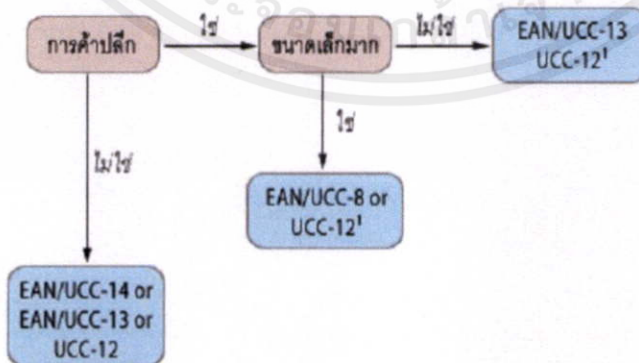 การค้าปลีก
ใช่
ขนาดเล็กมาก
ไม่ใช่
EAN/UCC-13
UCC-12¹
ไม่ใช่
ใช่
EAN/UCC-8 or
UCC-12¹
EAN/UCC-14 or
EAN/UCC-13 or
UCC-12